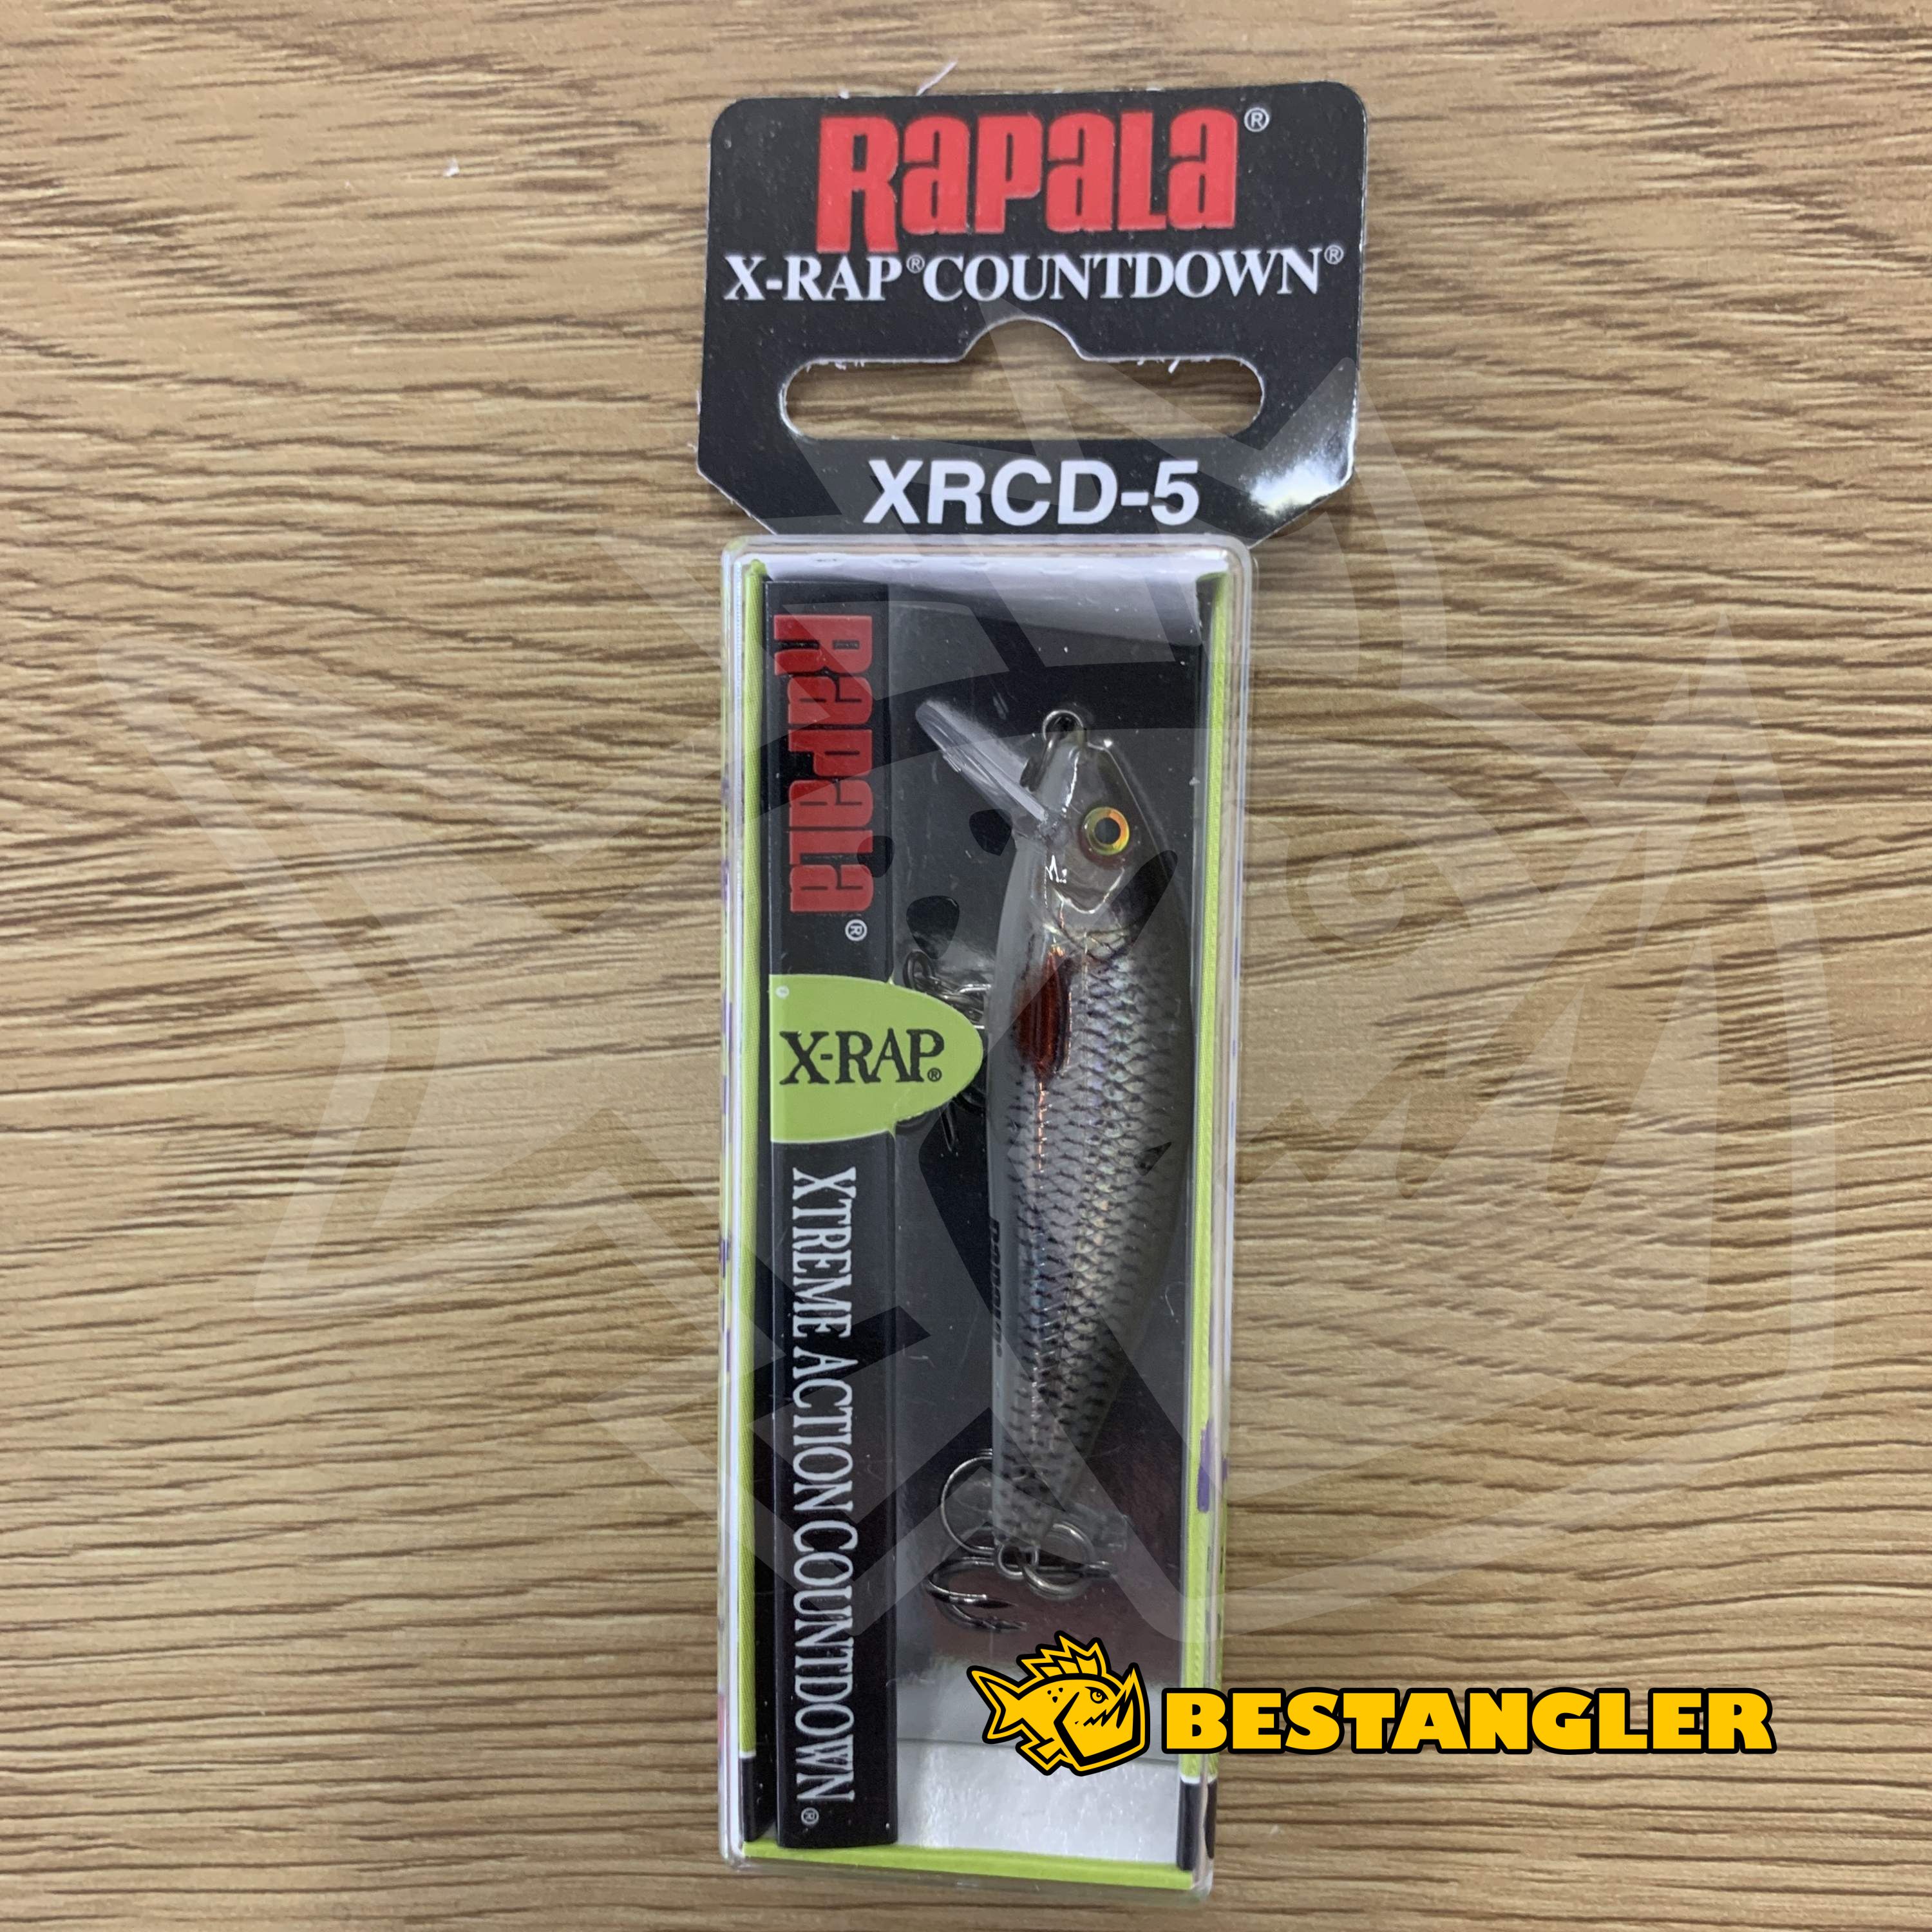 RAPALA®
X-RAP®COUNTDOWN®
XRCD-5
RAPALA®
X-RAP®
XTREME ACTION COUNTDOWN®
BESTANGLER